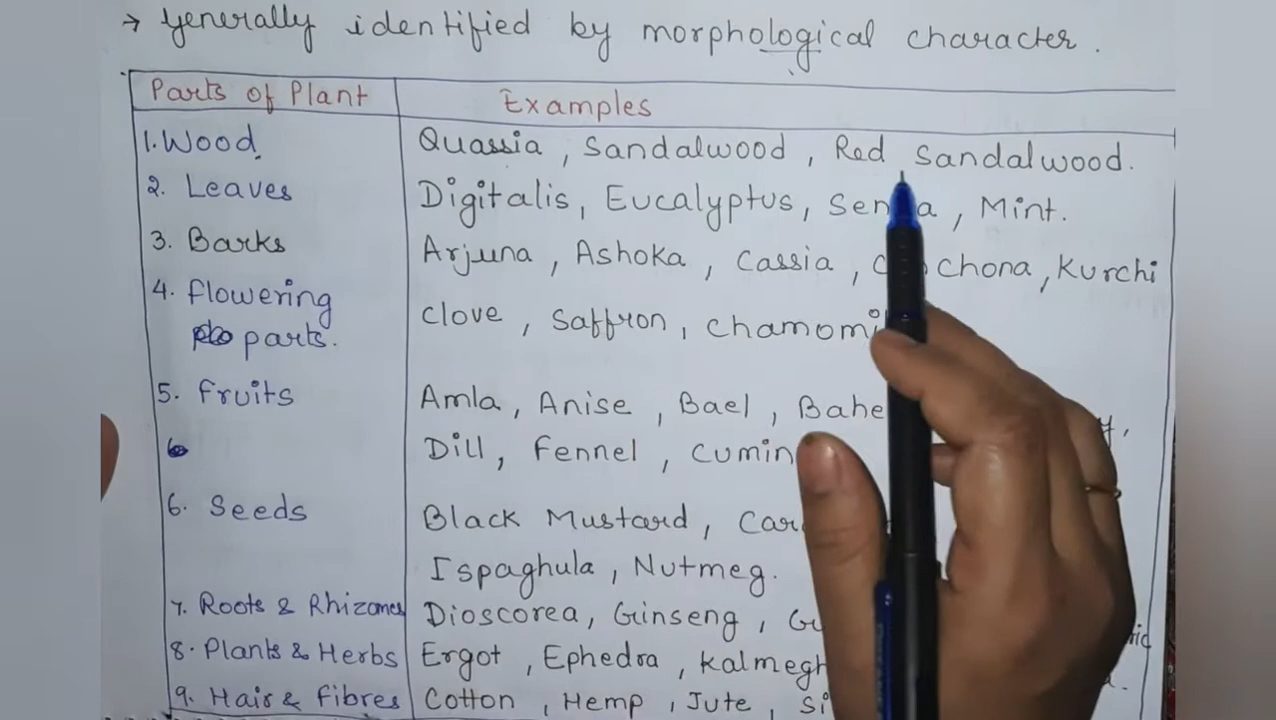 → Generally identified by morphological character.
Parts of Plant Examples
1. Wood Quassia, Sandalwood, Red Sandalwood.
2. Leaves Digitalis, Eucalyptus, Mint.
3. Barks Arjuna, Ashoka, Cassia, Kurchi
4. flowering parts. Clove, Saffron,
5. Fruits Amla, Anise, Bael,
Dill, Fennel, Cumin
6. Seeds Black Mustard,
Ispaghula, Nutmeg.
7. Roots & Rhizomes Dioscorea, Ginseng,
8. Plants & Herbs Ergot, Ephedra, Kalmegh
9. Hair & Fibres Cotton, Hemp, Jute,